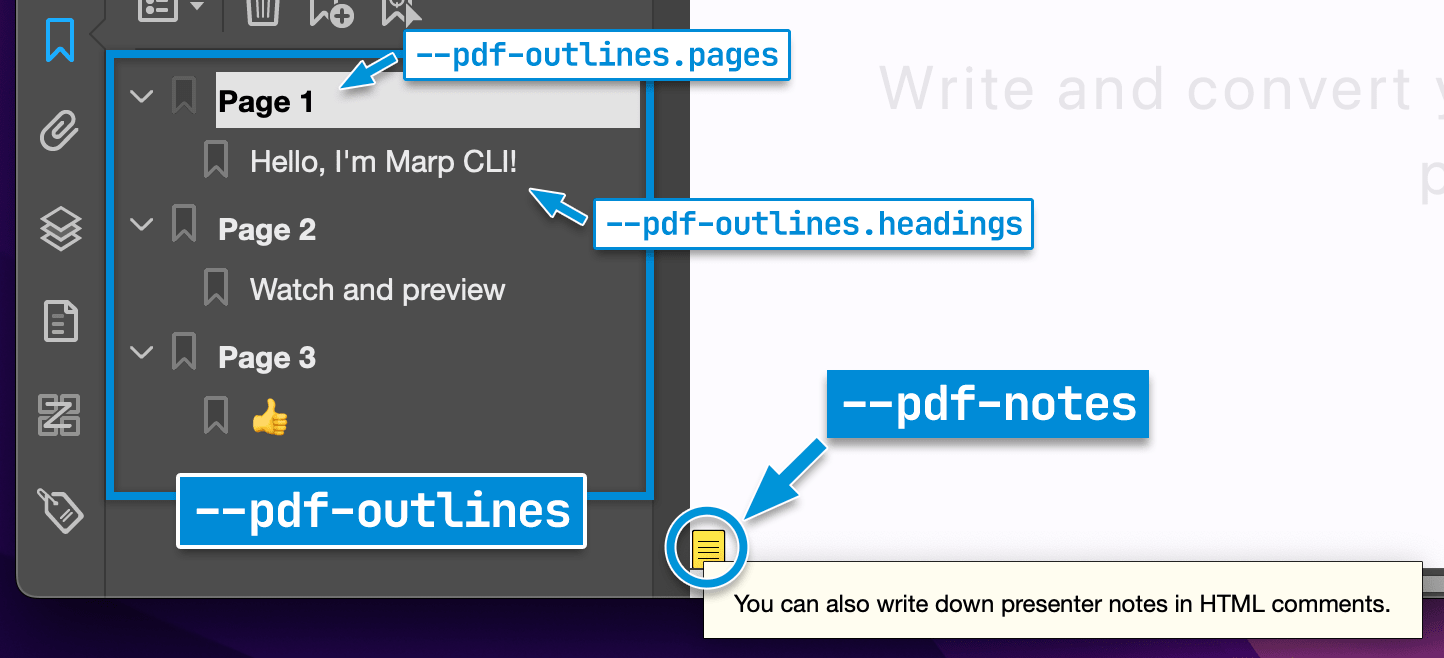 --pdf-outlines.pages
Write and convert
p
Page 1
Hello, I'm Marp CLI!
--pdf-outlines.headings
Page 2
Watch and preview
Page 3
👍
--pdf-notes
--pdf-outlines
You can also write down presenter notes in HTML comments.